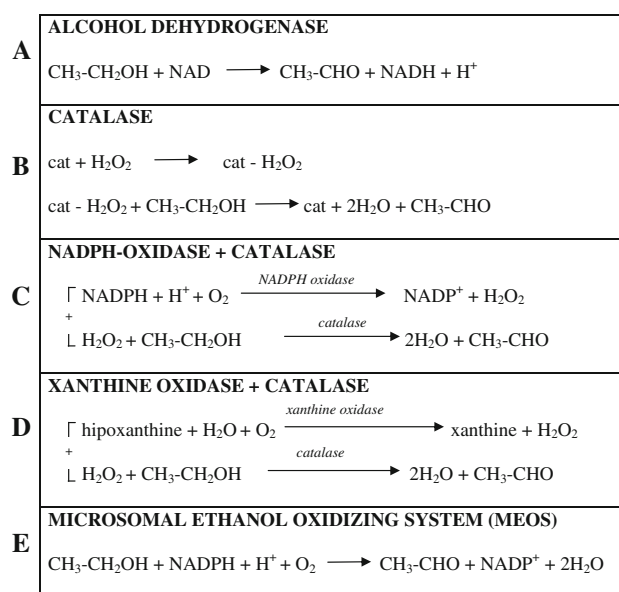 A
ALCOHOL DEHYDROGENASE
CH₃-CH₂OH + NAD ⟶ CH₃-CHO + NADH + H⁺
B
CATALASE
cat + H₂O₂ ⟶ cat - H₂O₂
cat - H₂O₂ + CH₃-CH₂OH ⟶ cat + 2H₂O + CH₃-CHO
C
NADPH-OXIDASE + CATALASE
NADPH oxidase
NADPH + H⁺ + O₂ ⟶ NADP⁺ + H₂O₂
+
catalase
H₂O₂ + CH₃-CH₂OH ⟶ 2H₂O + CH₃-CHO
D
XANTHINE OXIDASE + CATALASE
xanthine oxidase
hipoxanthine + H₂O + O₂ ⟶ xanthine + H₂O₂
+
catalase
H₂O₂ + CH₃-CH₂OH ⟶ 2H₂O + CH₃-CHO
E
MICROSOMAL ETHANOL OXIDIZING SYSTEM (MEOS)
CH₃-CH₂OH + NADPH + H⁺ + O₂ ⟶ CH₃-CHO + NADP⁺ + 2H₂O